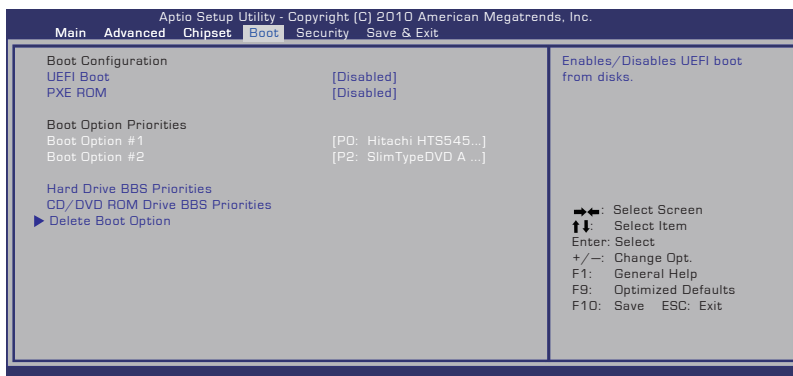 Aptio Setup Utility - Copyright (C) 2010 American Megatrends, Inc.
Main Advanced Chipset Boot Security Save & Exit
Boot Configuration
UEFI Boot [Disabled]
PXE ROM [Disabled]
Boot Option Priorities
Boot Option #1 [P0: Hitachi HTS545...]
Boot Option #2 [P2: SlimTypeDVD A ...]
Hard Drive BBS Priorities
CD/DVD ROM Drive BBS Priorities
▶ Delete Boot Option
Enables/Disables UEFI boot
from disks.
→←: Select Screen
↑↓: Select Item
Enter: Select
+/—: Change Opt.
F1: General Help
F9: Optimized Defaults
F10: Save ESC: Exit